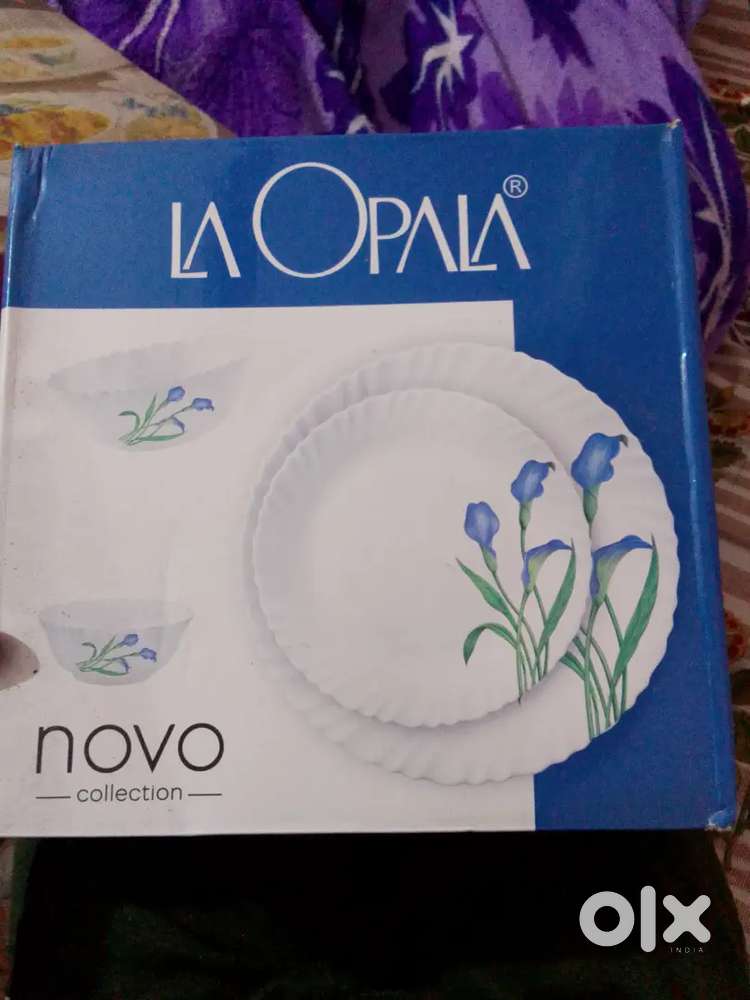 LA OPALA®
novo
collection
olx
INDIA